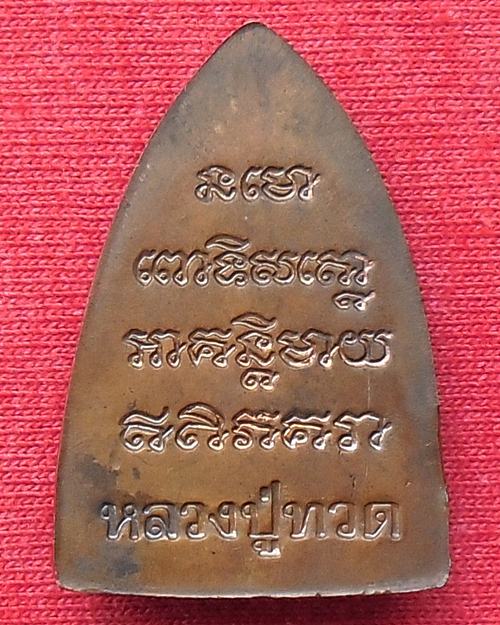 នមោ
ពោធិសត្តោ
អាគន្តិមាយ
ឥតិភគវា
หลวงปู่ทวด